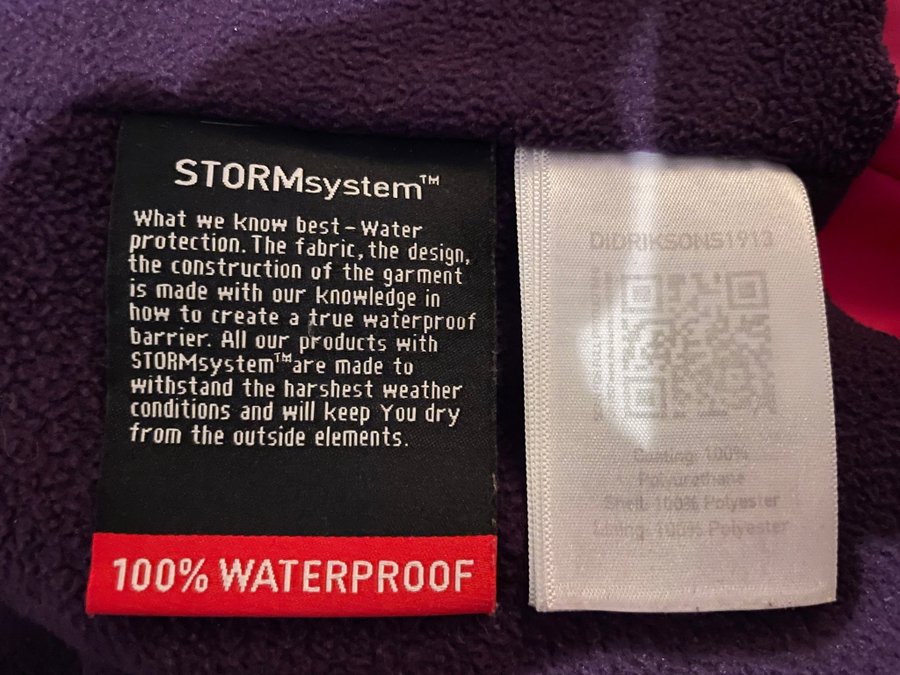 STORMsystem™
What we know best – Water
protection. The fabric, the design,
the construction of the garment
is made with our knowledge in
how to create a true waterproof
barrier. All our products with
STORMsystem™ are made to
withstand the harshest weather
conditions and will keep You dry
from the outside elements.
100% WATERPROOF
DIDRIKSONS1913
Coating: 100%
Polyurethane
Shell: 100% Polyester
Lining: 100% Polyester